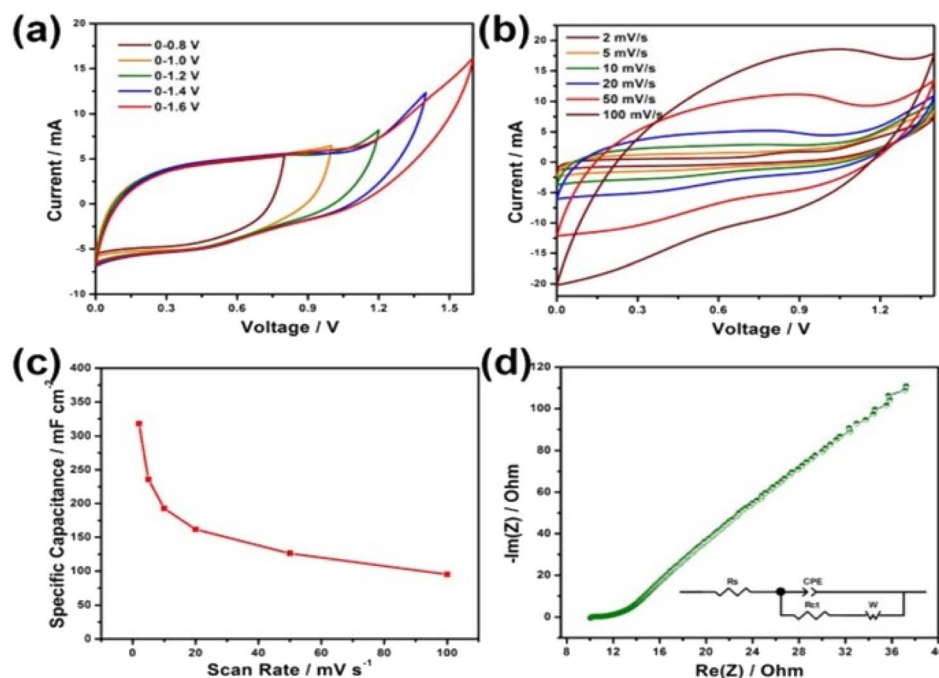 (a)
0-0.8 V
0-1.0 V
0-1.2 V
0-1.4 V
0-1.6 V
20
15
10
5
0
-5
-10
Current / mA
0.0 0.3 0.6 0.9 1.2 1.5
Voltage / V
(b)
2 mV/s
5 mV/s
10 mV/s
20 mV/s
50 mV/s
100 mV/s
20
15
10
5
0
-5
-10
-15
-20
Current / mA
0.0 0.3 0.6 0.9 1.2
Voltage / V
(c)
400
350
300
250
200
150
100
50
0
Specific Capacitance / mF cm⁻²
0 20 40 60 80 100
Scan Rate / mV s⁻¹
(d)
120
100
80
60
40
20
0
-Im(Z) / Ohm
Rs
CPE
Rct
W
8 12 16 20 24 28 32 36 40
Re(Z) / Ohm